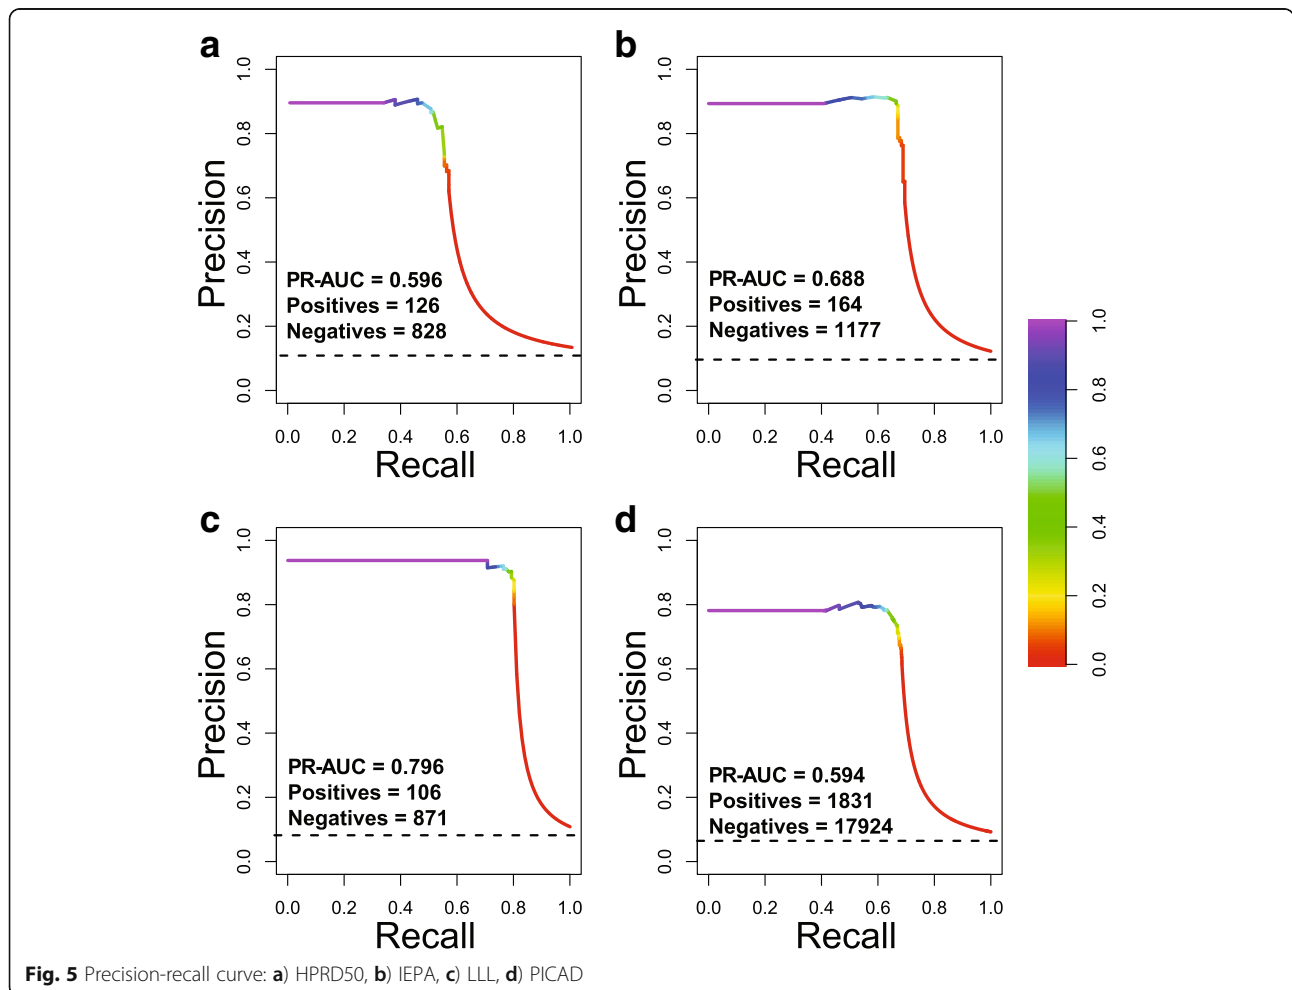 a
1.0
0.8
0.6
0.4
0.2
0.0
Precision
PR-AUC = 0.596
Positives = 126
Negatives = 828
0.0 0.2 0.4 0.6 0.8 1.0
Recall
b
1.0
0.8
0.6
0.4
0.2
0.0
Precision
PR-AUC = 0.688
Positives = 164
Negatives = 1177
0.0 0.2 0.4 0.6 0.8 1.0
Recall
1.0
0.8
0.6
0.4
0.2
0.0
c
1.0
0.8
0.6
0.4
0.2
0.0
Precision
PR-AUC = 0.796
Positives = 106
Negatives = 871
0.0 0.2 0.4 0.6 0.8 1.0
Recall
d
1.0
0.8
0.6
0.4
0.2
0.0
Precision
PR-AUC = 0.594
Positives = 1831
Negatives = 17924
0.0 0.2 0.4 0.6 0.8 1.0
Recall
Fig. 5 Precision-recall curve: a) HPRD50, b) IEPA, c) LLL, d) PICAD